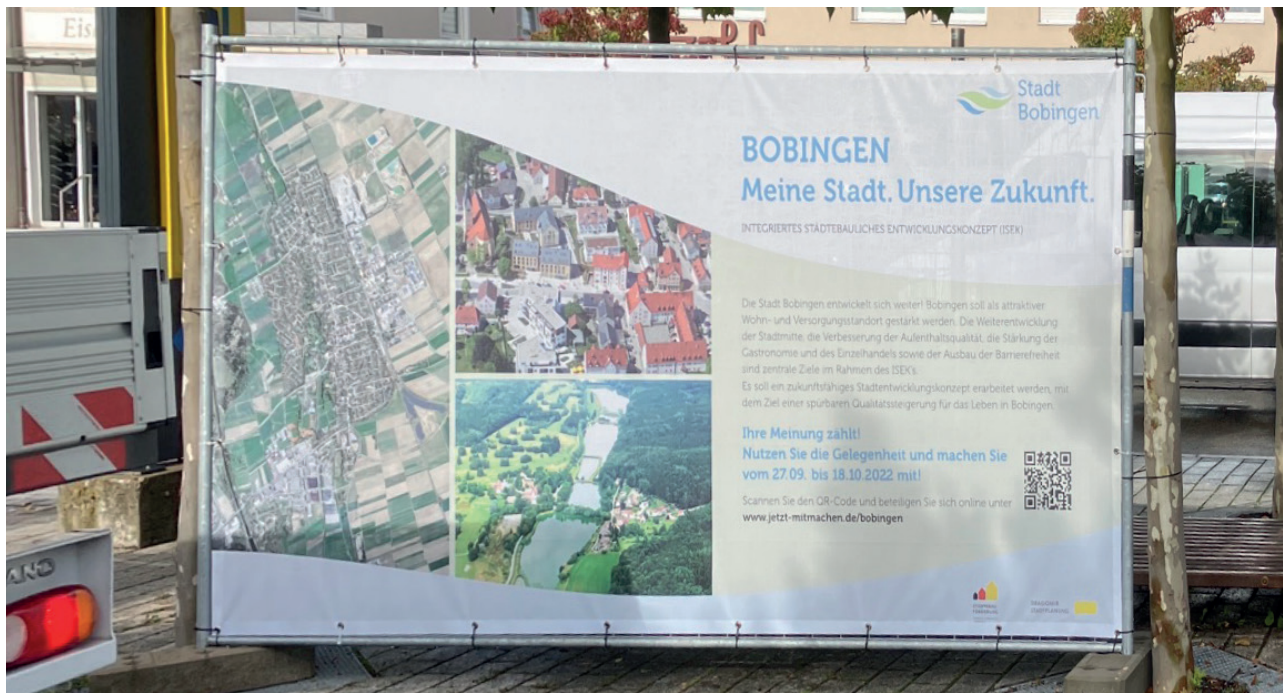 Eis
Stadt
Bobingen
BOBINGEN
Meine Stadt. Unsere Zukunft.
INTEGRIERTES STÄDTEBAULICHES ENTWICKLUNGSKONZEPT (ISEK)
Die Stadt Bobingen entwickelt sich weiter! Bobingen soll als attraktiver
Wohn- und Versorgungsstandort gestärkt werden. Die Weiterentwicklung
der Stadtmitte, die Verbesserung der Aufenthaltsqualität, die Stärkung der
Gastronomie und des Einzelhandels sowie der Ausbau der Barrierefreiheit
sind zentrale Ziele im Rahmen des ISEK's.
Es soll ein zukunftsfähiges Stadtentwicklungskonzept erarbeitet werden, mit
dem Ziel einer spürbaren Qualitätssteigerung für das Leben in Bobingen.
Ihre Meinung zählt!
Nutzen Sie die Gelegenheit und machen Sie
vom 27.09. bis 18.10.2022 mit!
Scannen Sie den QR-Code und beteiligen Sie sich online unter
www.jetzt-mitmachen.de/bobingen